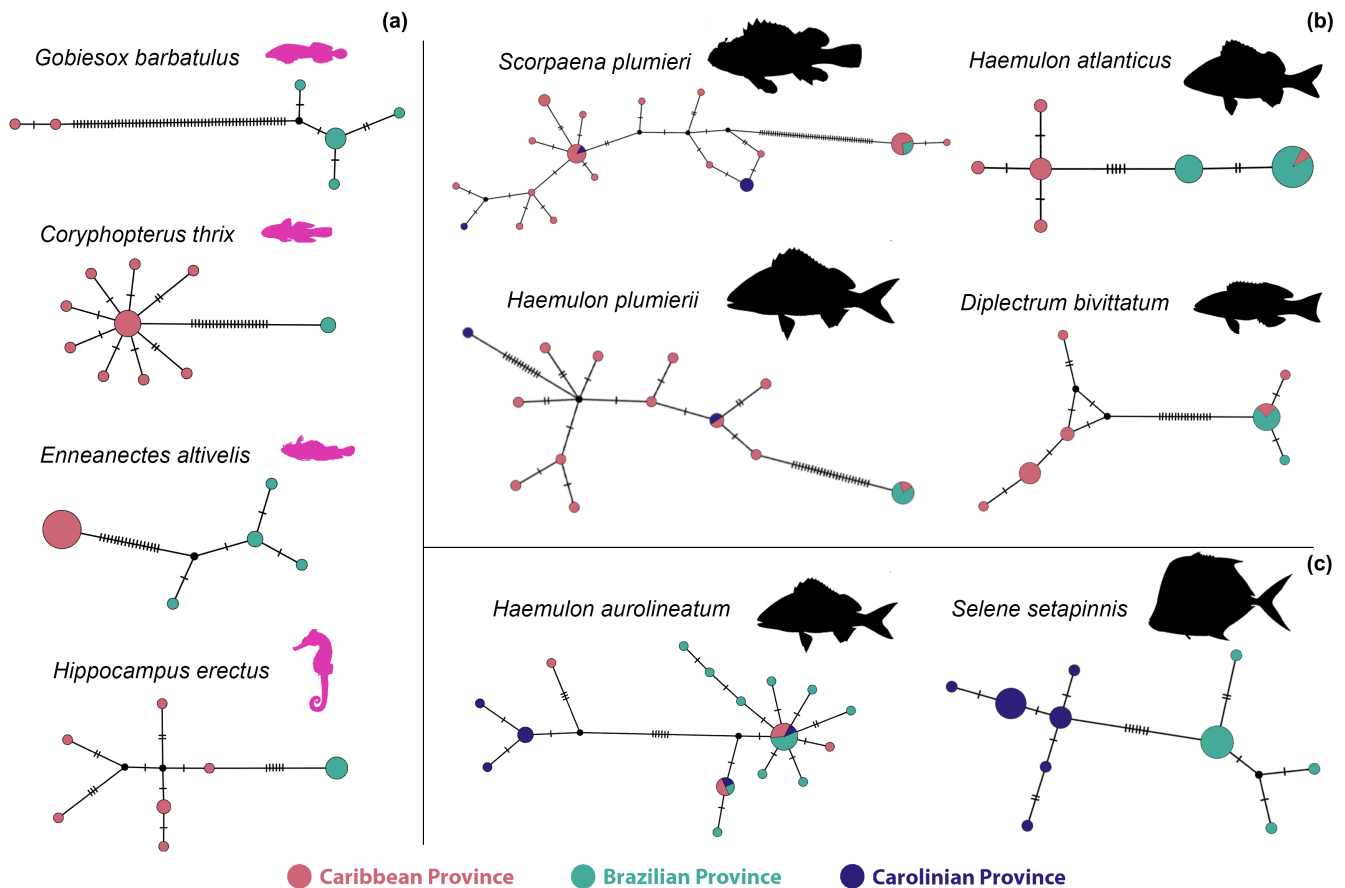 (a)
Gobiesox barbatulus
Coryphopterus thrix
Enneanectes altivelis
Hippocampus erectus
(b)
Scorpaena plumieri
Haemulon atlanticus
Haemulon plumierii
Diplectrum bivittatum
(c)
Haemulon aurolineatum
Selene setapinnis
Caribbean Province
Brazilian Province
Carolinian Province